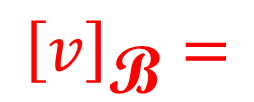 [𝑣]_ℬ =